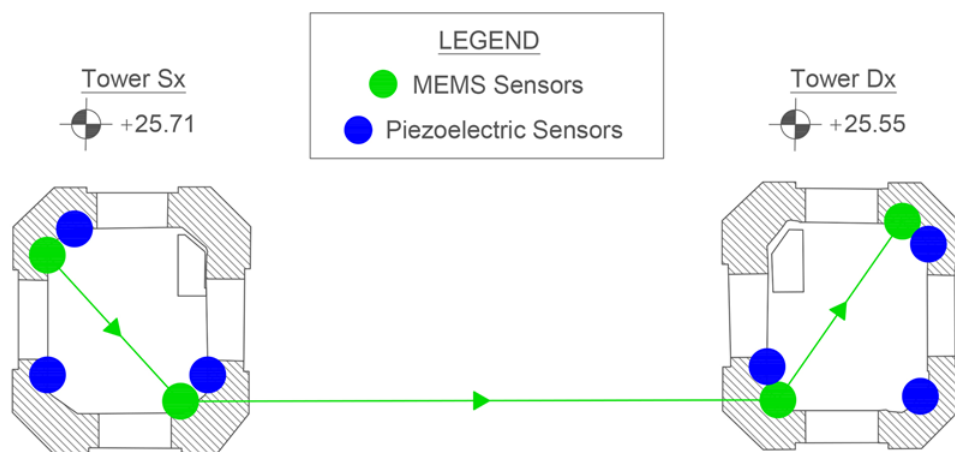 LEGEND
MEMS Sensors
Piezoelectric Sensors
Tower Sx
+25.71
Tower Dx
+25.55